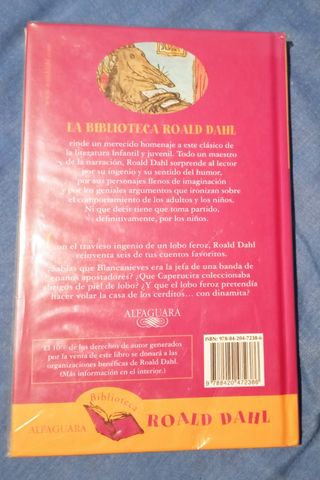 LA BIBLIOTECA ROALD DAHL
rinde un merecido homenaje a este clásico de
la literatura infantil y juvenil. Todo un maestro
de la narración, Roald Dahl sorprende al lector
por su ingenio y su sentido del humor,
por sus personajes llenos de imaginación
y por los geniales argumentos que ironizan sobre
el comportamiento de los adultos y los niños.
Ni que decir tiene que toma partido,
definitivamente, por los niños.
on el travieso ingenio de un lobo feroz, Roald Dahl
reinventa seis de tus cuentos favoritos.
¿Sabías que Blancanieves era la jefa de una banda de
enanos apostadores? ¿Que Caperucita coleccionaba
abrigos de piel de lobo? ¿Y que el lobo feroz pretendía
hacer volar la casa de los cerditos... con dinamita?
ALFAGUARA
El 10% de los derechos de autor generados
por la venta de este libro se donará a las
organizaciones benéficas de Roald Dahl.
(Más información en el interior.)
ISBN: 978-84-204-7238-6
9 788420 472386
Biblioteca
ALFAGUARA
ROALD DAHL